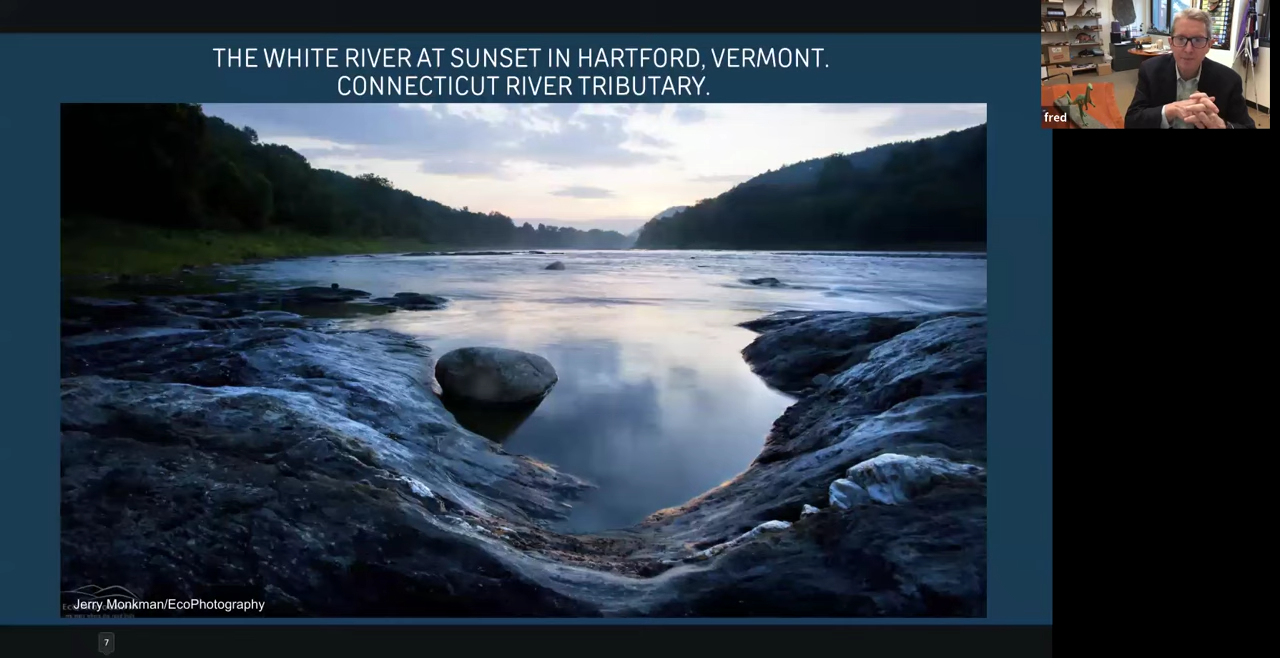 THE WHITE RIVER AT SUNSET IN HARTFORD, VERMONT.
CONNECTICUT RIVER TRIBUTARY.
fred
Jerry Monkman/EcoPhotography
7